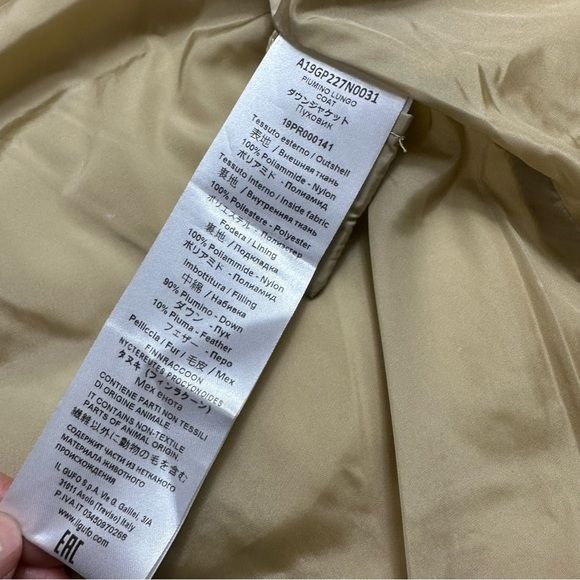 A19GP227N0031
PIUMINO LUNGO
COAT
ダウンジャケット
Пуховик
19PR000141
Tessuto esterno / Outshell
表地 / Внешняя ткань
100% Poliammide - Nylon
ポリアミド - Полиамид
Tessuto interno / Inside fabric
裏地 / Внутренняя ткань
100% Poliestere - Polyester
ポリエステル - Полиэстер
Fodera / Lining
裏地 / Подкладка
100% Poliammide - Nylon
ポリアミド - Полиамид
Imbottitura / Filling
中綿 / Набивка
90% Piumino - Down
ダウン - Пух
10% Piuma - Feather
フェザー - Перо
Pelliccia / Fur / 毛皮 / Мех
FINNRACCOON
NYCTEREUTES PROCYONOIDES
タヌキ (フィンラクーン)
Мех енота
CONTIENE PARTI NON TESSILI
DI ORIGINE ANIMALE.
IT CONTAINS NON-TEXTILE
PARTS OF ANIMAL ORIGIN.
繊維以外に動物の毛を含む
СОДЕРЖИТ ЧАСТИ ИЗ НЕТКАНОГО
МАТЕРИАЛА ЖИВОТНОГО
ПРОИСХОЖДЕНИЯ
IL GUFO S.p.A. Via G. Galilei, 3/A
31011 Asolo (Treviso) Italy
P.IVA.IT 03450970268
www.ilgufo.com
EAC